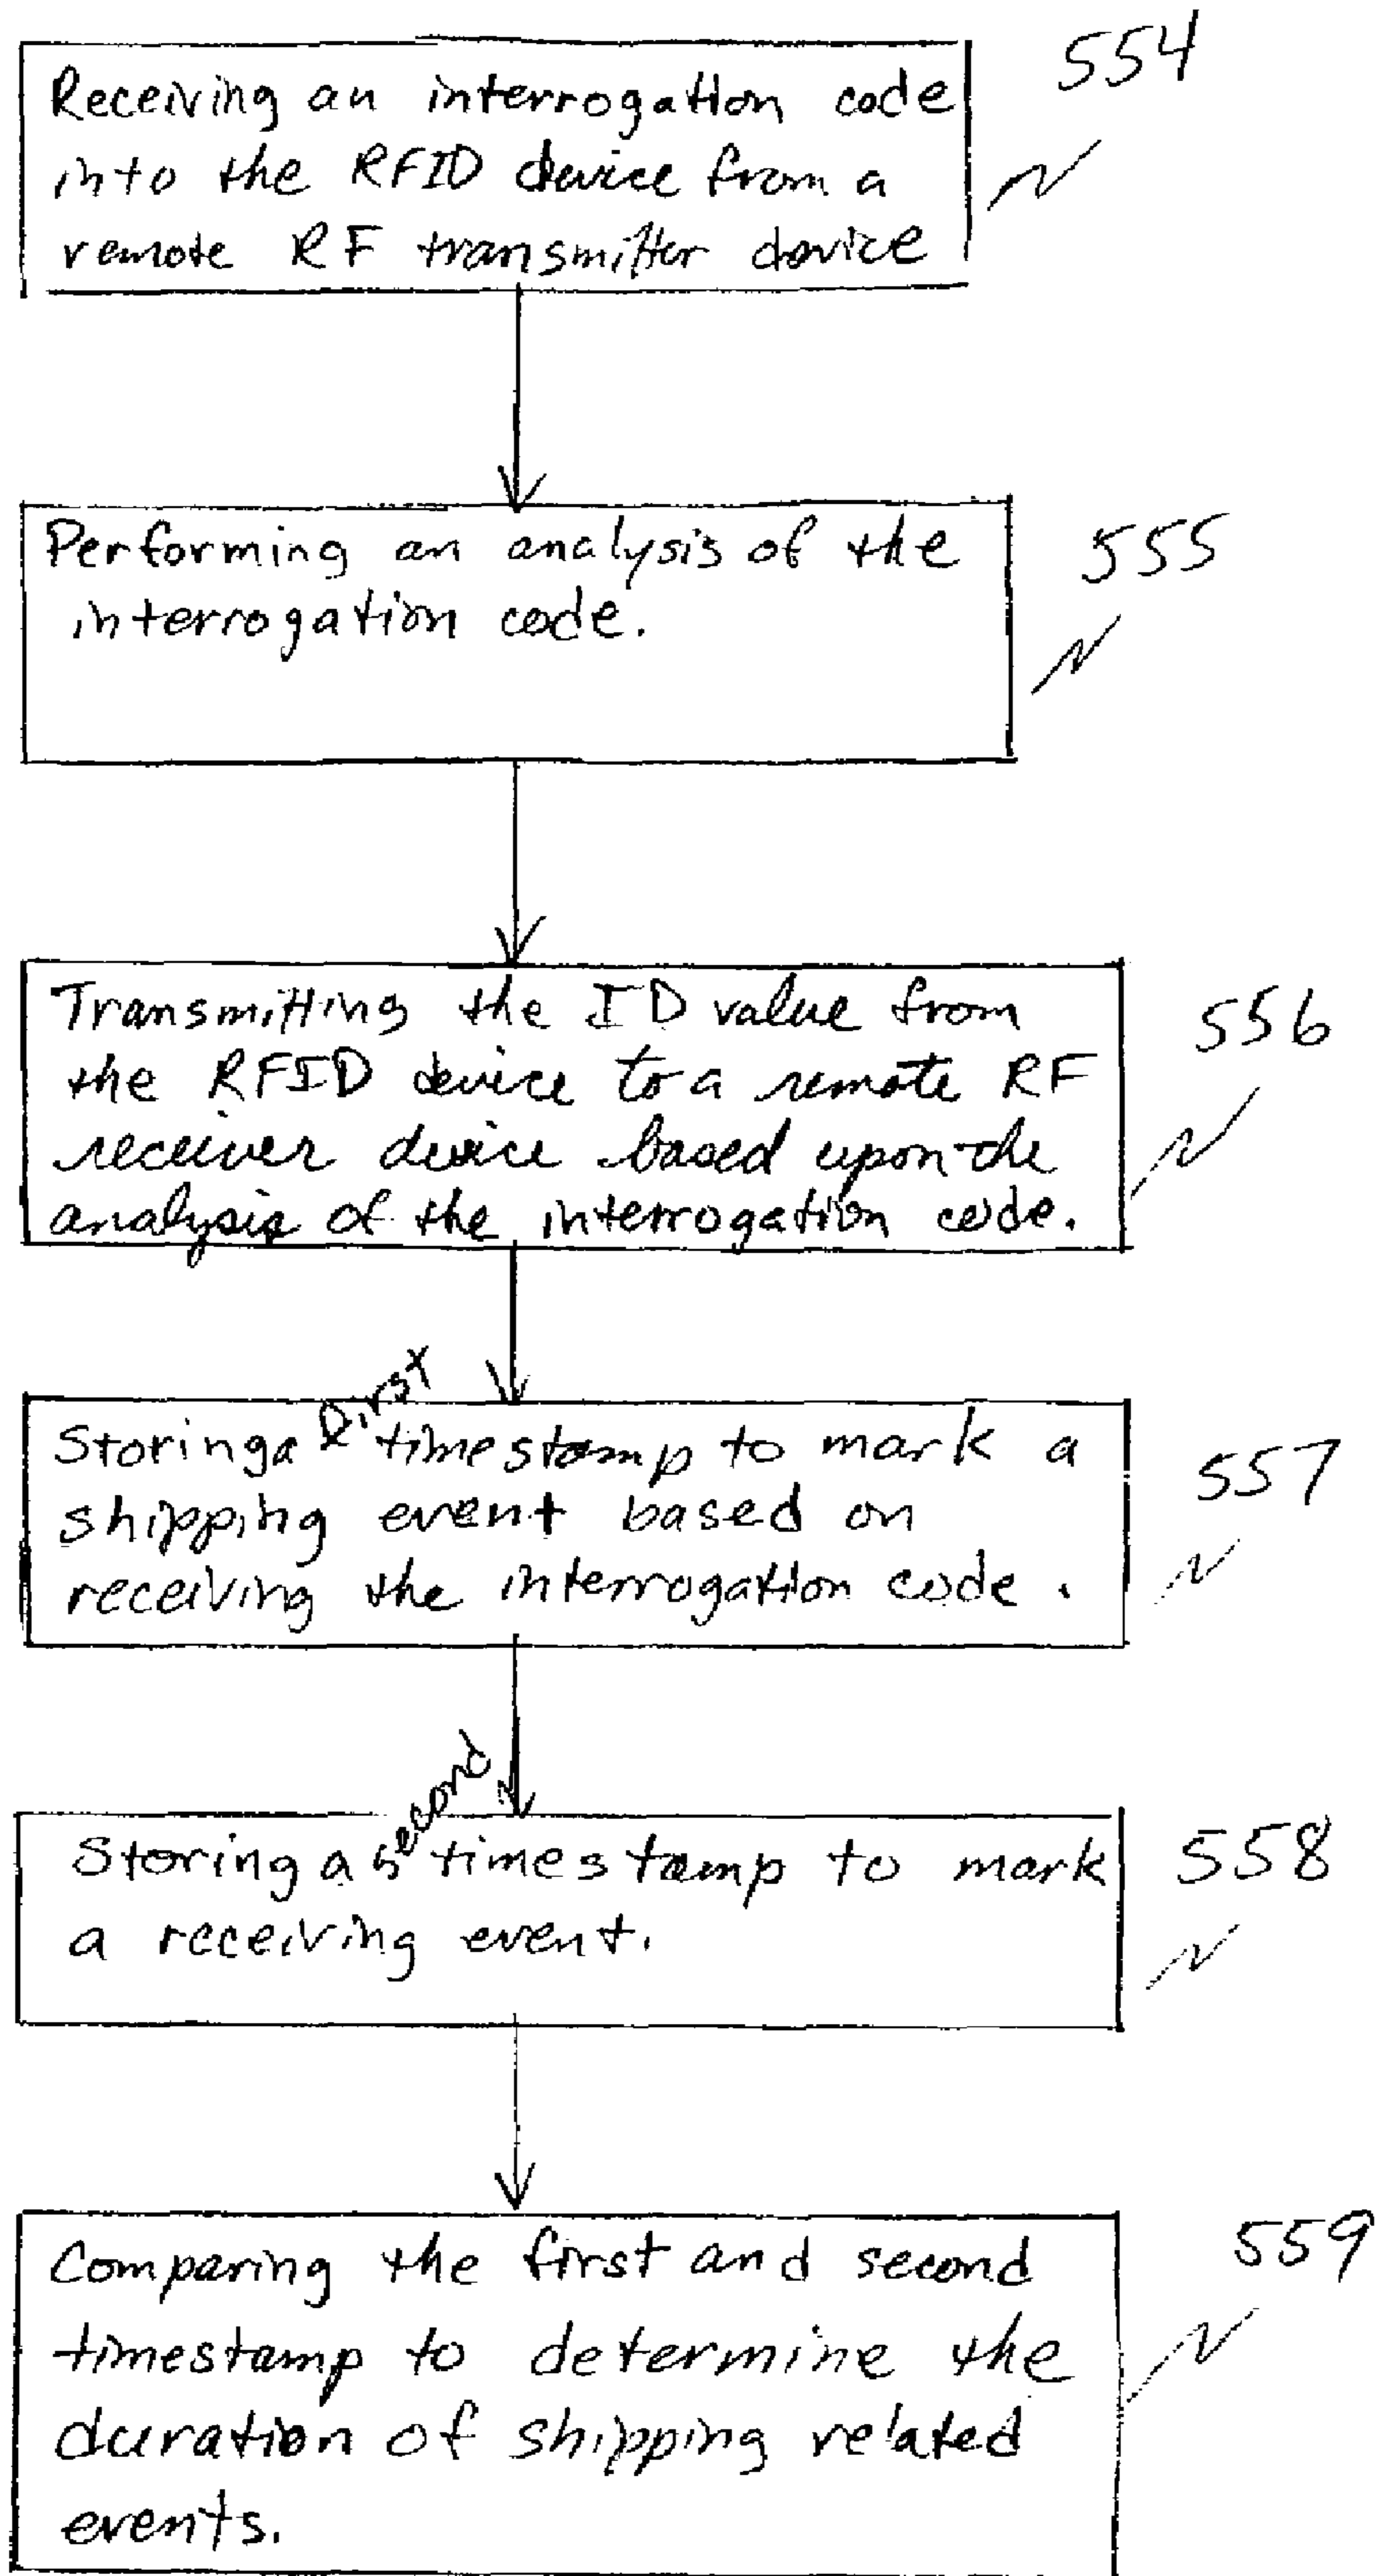 Receiving an interrogation code
into the RFID device from a
remote RF transmitter device
554
Performing an analysis of the
interrogation code.
555
Transmitting the ID value from
the RFID device to a remote RF
receiver device based upon the
analysis of the interrogation code.
556
Storing a first timestamp to mark a
shipping event based on
receiving the interrogation code.
557
Storing a second timestamp to mark
a receiving event.
558
Comparing the first and second
timestamp to determine the
duration of shipping related
events.
559